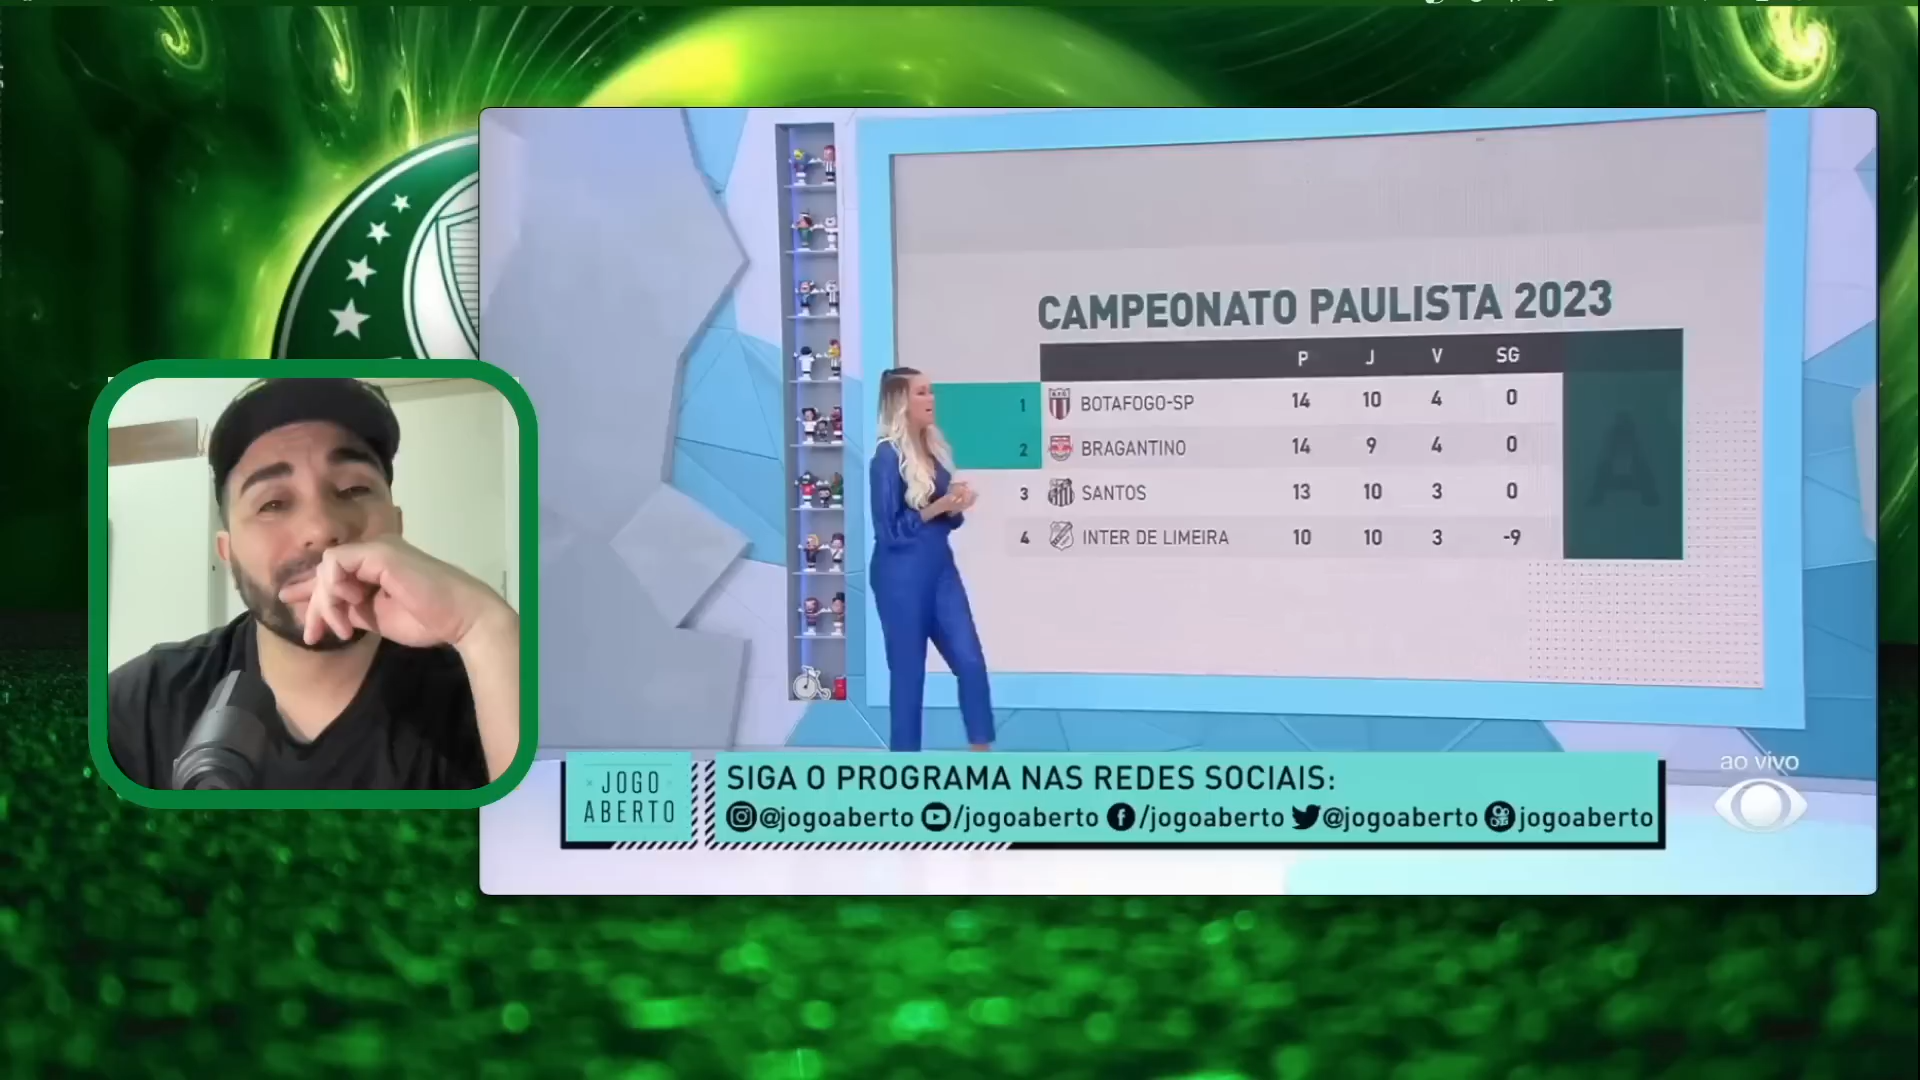 CAMPEONATO PAULISTA 2023
P J V SG
1 BOTAFOGO-SP 14 10 4 0
2 BRAGANTINO 14 9 4 0
3 SANTOS 13 10 3 0
4 INTER DE LIMEIRA 10 10 3 -9
A
JOGO
ABERTO
SIGA O PROGRAMA NAS REDES SOCIAIS:
@jogoaberto /jogoaberto /jogoaberto @jogoaberto jogoaberto
ao vivo